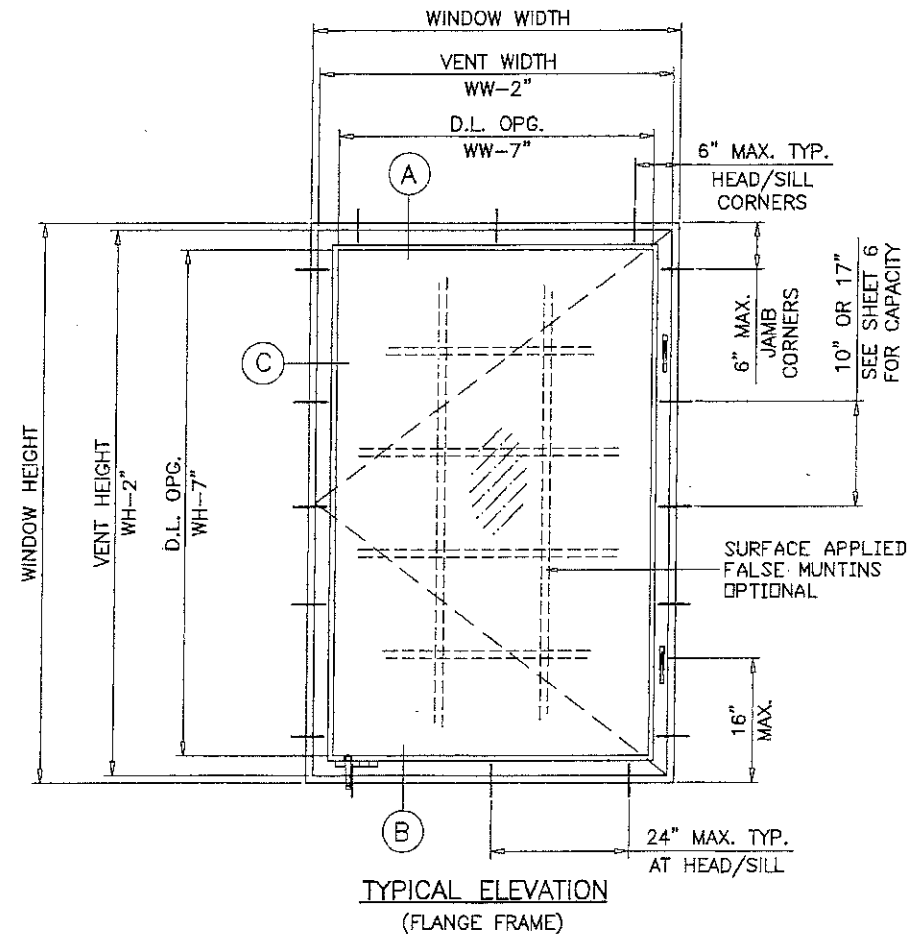 WINDOW WIDTH
VENT WIDTH
WW-2"
D.L. OPG.
WW-7"
6" MAX. TYP.
HEAD/SILL
CORNERS
A
C
B
WINDOW HEIGHT
VENT HEIGHT
WH-2"
D.L. OPG.
WH-7"
6" MAX.
JAMB
CORNERS
10" OR 17"
SEE SHEET 6
FOR CAPACITY
SURFACE APPLIED
FALSE MUNTINS
OPTIONAL
16"
MAX.
24" MAX. TYP.
AT HEAD/SILL
TYPICAL ELEVATION
(FLANGE FRAME)